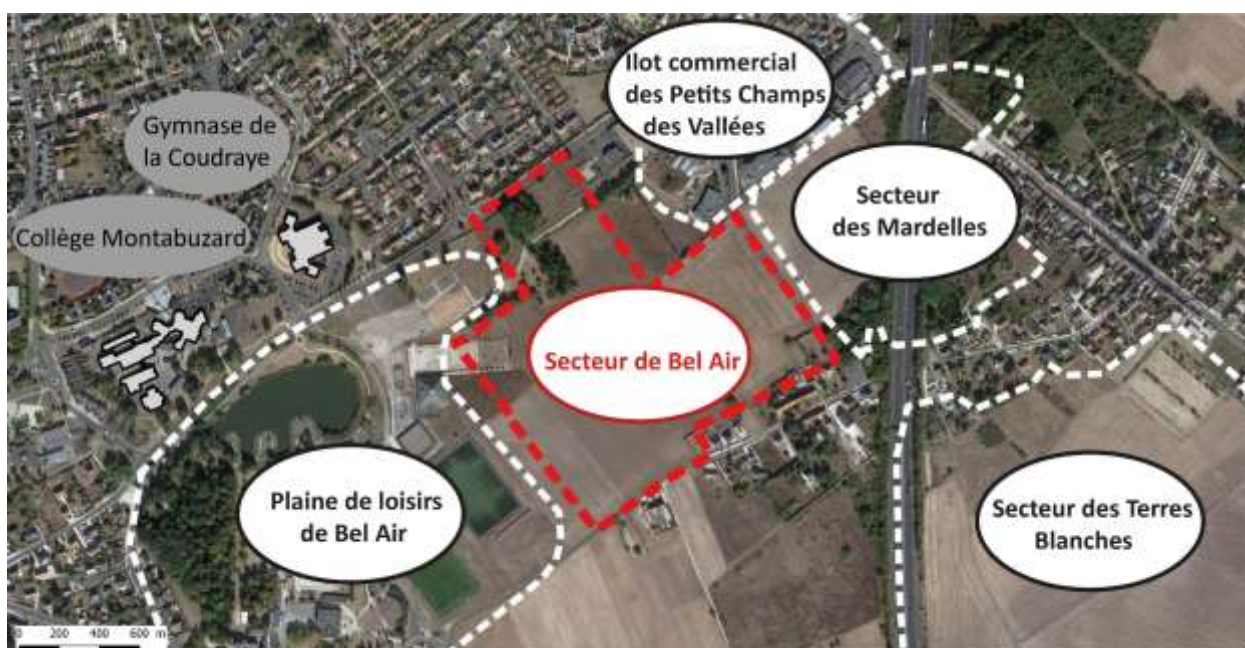 Ilot commercial
des Petits Champs
des Vallées
Gymnase de
la Coudraye
Secteur
des Mardelles
Collège Montabuzard
Secteur de Bel Air
Plaine de loisirs
de Bel Air
Secteur des Terres
Blanches
0 200 400 600 m